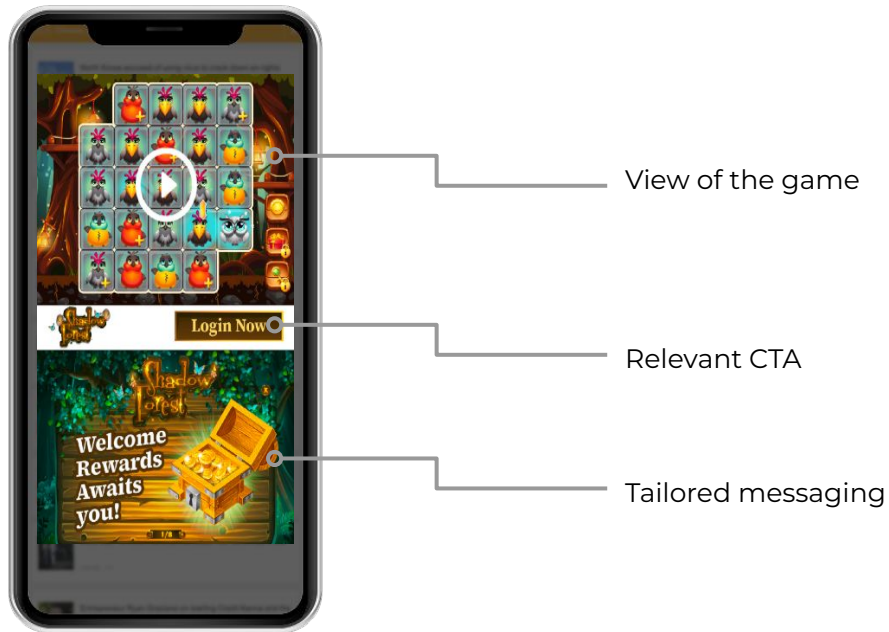 View of the game
Shadow
Forest
Login Now
Relevant CTA
Shadow
Forest
Welcome
Rewards
Awaits
you!
Tailored messaging